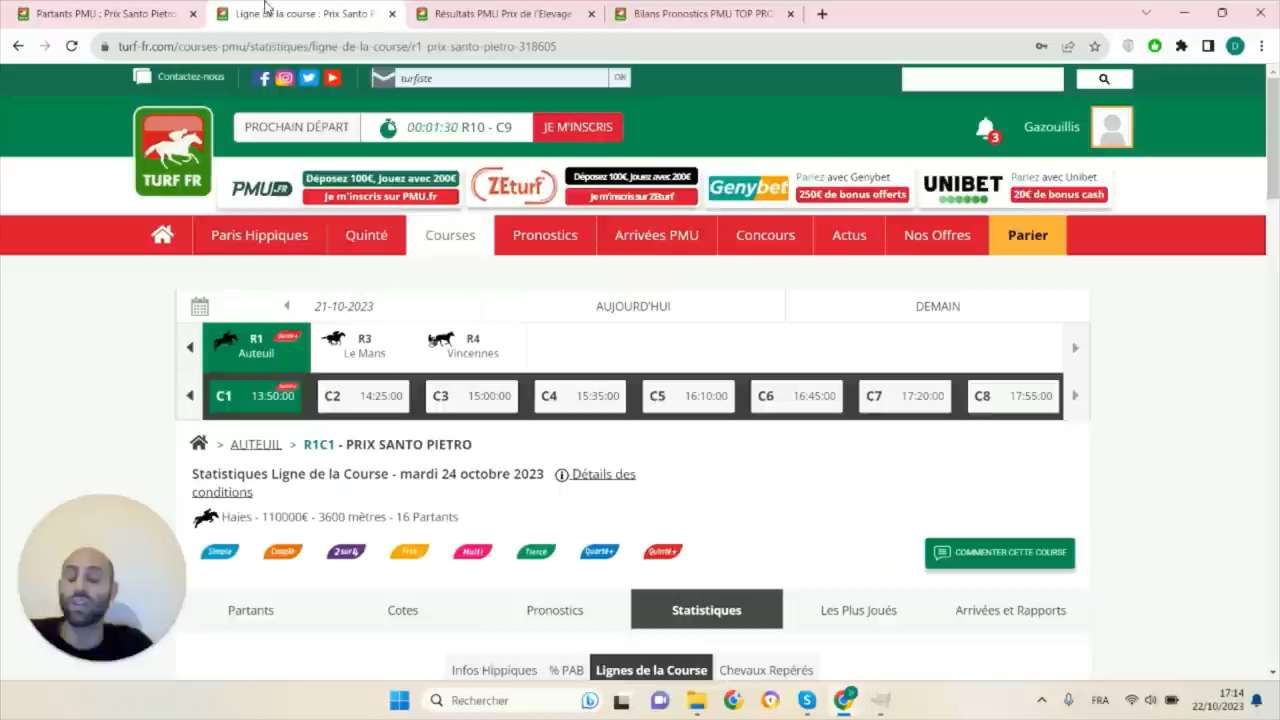 Partants PMU : Prix Santo Pietro
Ligne de la course : Prix Santo P
Résultats PMU Prix de l'Elevage
Bilans Pronostics PMU TOP PRO
turf-fr.com/courses-pmu/statistiques/ligne-de-la-course/r1-prix-santo-pietro-318605
D
Contactez-nous
turfiste
OK
TURF FR
PROCHAIN DÉPART
00:01:30 R10 - C9
JE M'INSCRIS
3
Gazouillis
PMU.FR
Déposez 100€, Jouez avec 200€
Je m'inscris sur PMU.fr
ZEturf
Déposez 100€, Jouez avec 200€
Je m'inscris sur ZEturf
Genybet
Pariez avec Genybet
250€ de bonus offerts
UNIBET
Pariez avec Unibet
20€ de bonus cash
Paris Hippiques
Quinté
Courses
Pronostics
Arrivées PMU
Concours
Actus
Nos Offres
Parier
21-10-2023
AUJOURD'HUI
DEMAIN
R1
Auteuil
R3
Le Mans
R4
Vincennes
C1 13:50:00
C2 14:25:00
C3 15:00:00
C4 15:35:00
C5 16:10:00
C6 16:45:00
C7 17:20:00
C8 17:55:00
> AUTEUIL > R1C1 - PRIX SANTO PIETRO
Statistiques Ligne de la Course - mardi 24 octobre 2023 Détails des
conditions
Haies - 110000€ - 3600 mètres - 16 Partants
Simple
Couplé
2sur4
Trio
Multi
Tiercé
Quarté+
Quinté+
COMMENTER CETTE COURSE
Partants
Cotes
Pronostics
Statistiques
Les Plus Joués
Arrivées et Rapports
Infos Hippiques
% PAB
Lignes de la Course
Chevaux Repérés
Rechercher
FRA
17:14
22/10/2023